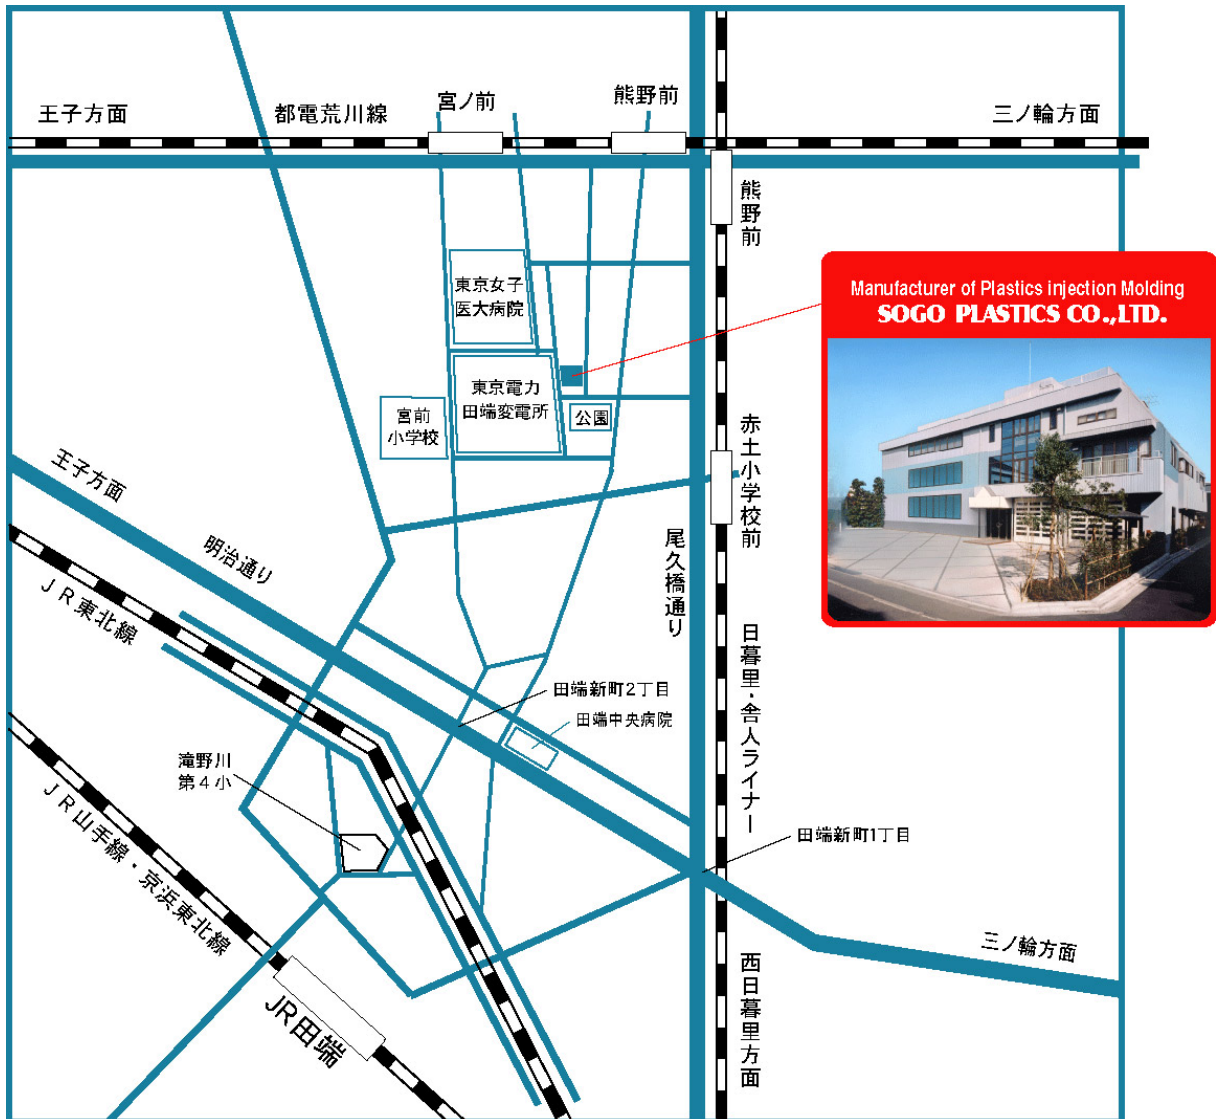 王子方面
都電荒川線
宮ノ前
熊野前
三ノ輪方面
熊野前
東京女子
医大病院
Manufacturer of Plastics injection Molding
SOGO PLASTICS CO.,LTD.
東京電力
田端変電所
宮前
小学校
公園
赤土小学校前
王子方面
明治通り
尾久橋通り
JR東北線
日暮里・舎人ライナー
田端新町2丁目
田端中央病院
滝野川
第4小
JR山手線・京浜東北線
田端新町1丁目
三ノ輪方面
西日暮里方面
JR田端